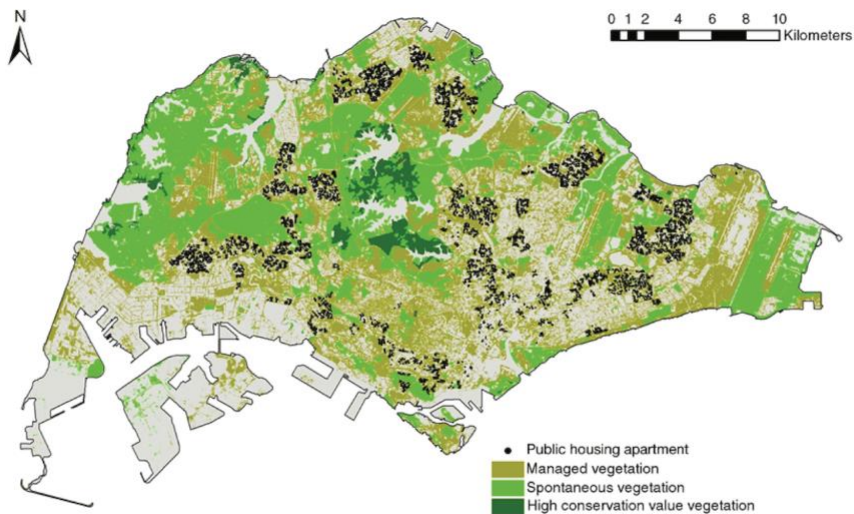 N
0 1 2 4 6 8 10
Kilometers
Public housing apartment
Managed vegetation
Spontaneous vegetation
High conservation value vegetation